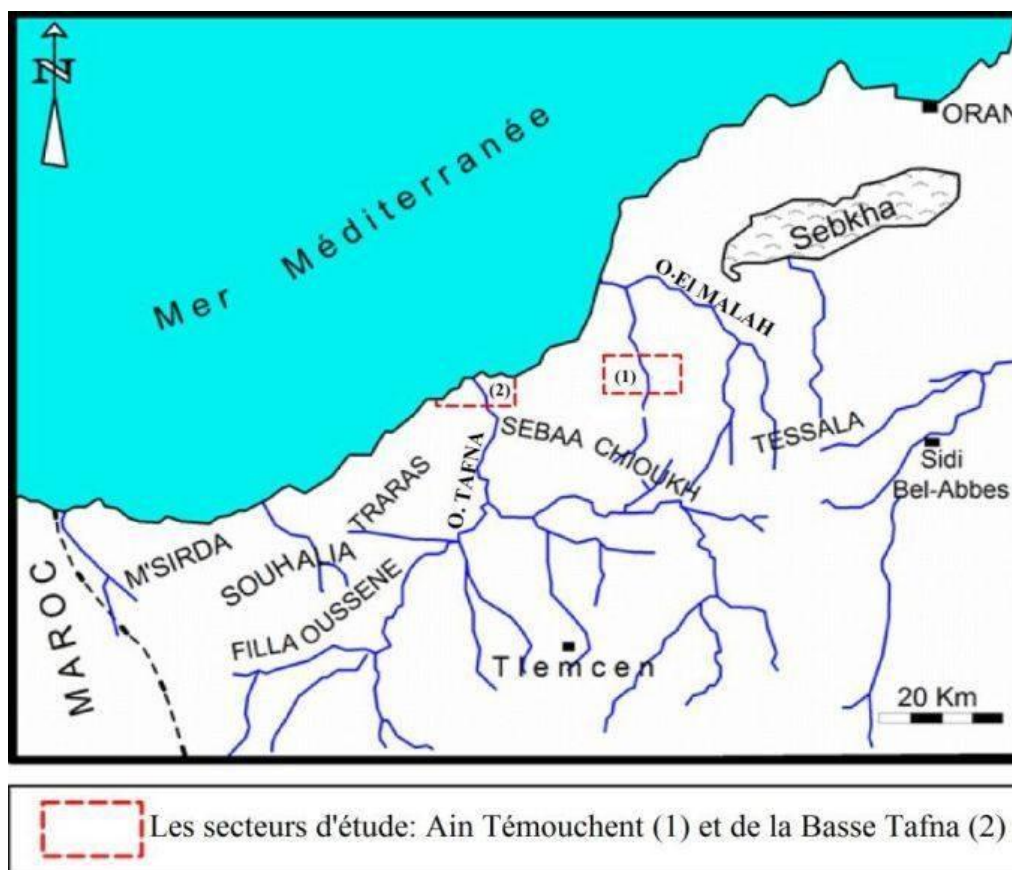 N
Mer Méditerranée
ORAN
Sebkha
O.El MALAH
(1)
(2)
SEBAA CHIOUKH
TESSALA
Sidi
Bel-Abbes
O. TAFNA
TRARAS
M'SIRDA
SOUHALIA
FILLA OUSSENE
MAROC
Tlemcen
20 Km
Les secteurs d'étude: Ain Témouchent (1) et de la Basse Tafna (2)